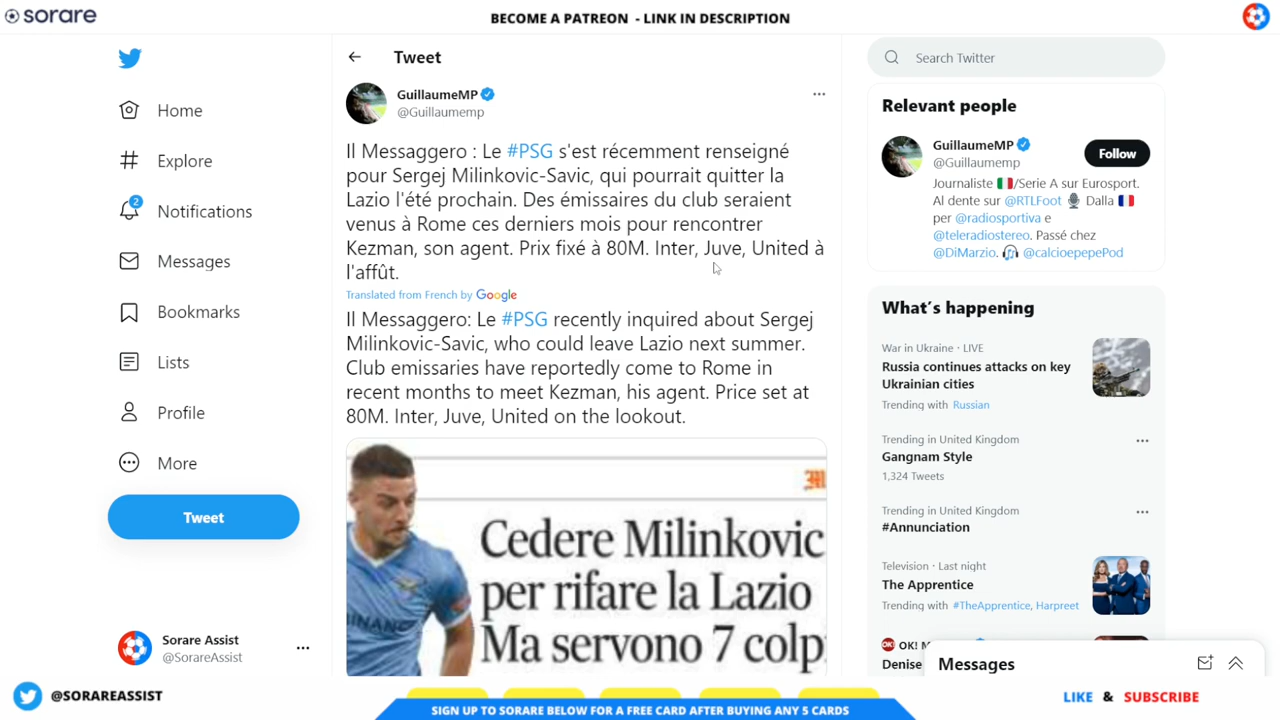 sorare
BECOME A PATREON - LINK IN DESCRIPTION
Home
Explore
2
Notifications
Messages
Bookmarks
Lists
Profile
More
Tweet
Sorare Assist
@SorareAssist
Tweet
GuillaumeMP
@Guillaumemp
Il Messaggero : Le #PSG s'est récemment renseigné
pour Sergej Milinkovic-Savic, qui pourrait quitter la
Lazio l'été prochain. Des émissaires du club seraient
venus à Rome ces derniers mois pour rencontrer
Kezman, son agent. Prix fixé à 80M. Inter, Juve, United à
l'affût.
Translated from French by Google
Il Messaggero: Le #PSG recently inquired about Sergej
Milinkovic-Savic, who could leave Lazio next summer.
Club emissaries have reportedly come to Rome in
recent months to meet Kezman, his agent. Price set at
80M. Inter, Juve, United on the lookout.
Cedere Milinkovic
per rifare la Lazio
Ma servono 7 colp
Search Twitter
Relevant people
GuillaumeMP
@Guillaumemp
Follow
Journaliste /Serie A sur Eurosport.
Al dente sur @RTLFoot Dalla
per @radiosportiva e
@teleradiostereo. Passé chez
@DiMarzio. @calciopepePod
What's happening
War in Ukraine · LIVE
Russia continues attacks on key
Ukrainian cities
Trending with Russian
Trending in United Kingdom
Gangnam Style
1,324 Tweets
Trending in United Kingdom
#Annunciation
Television · Last night
The Apprentice
Trending with #TheApprentice, Harpreet
OK!
Denise
Messages
@SORAREASSIST
SIGN UP TO SORARE BELOW FOR A FREE CARD AFTER BUYING ANY 5 CARDS
LIKE & SUBSCRIBE